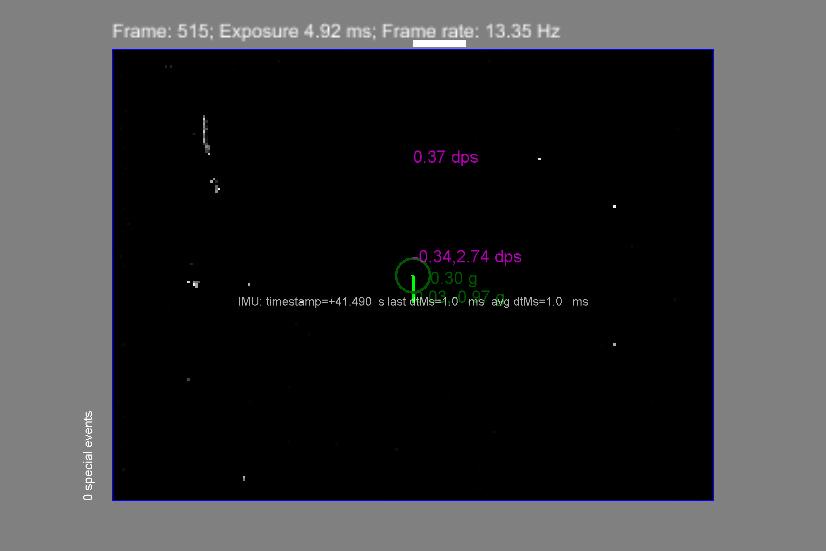 Frame: 515; Exposure 4.92 ms; Frame rate: 13.35 Hz
0.37 dps
-0.34,2.74 dps
0.30 g
0.97 g
IMU: timestamp=+41.490 s last dtMs=1.0 ms avg dtMs=1.0 ms
0 special events